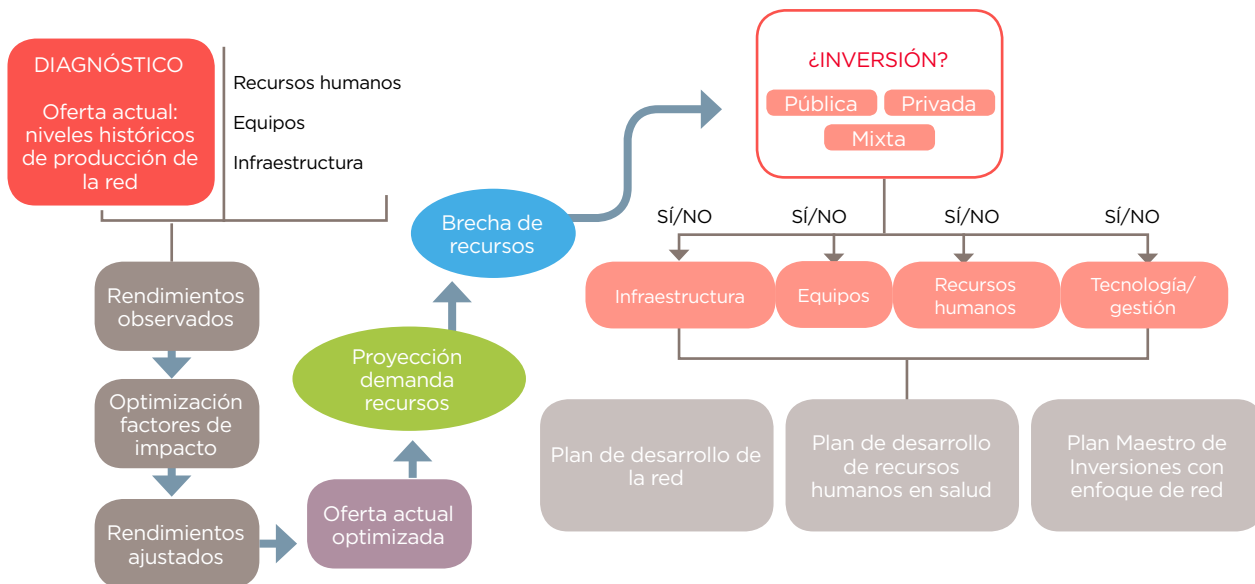 DIAGNÓSTICO
Oferta actual:
niveles históricos
de producción de
la red
Recursos humanos
Equipos
Infraestructura
Rendimientos
observados
Optimización
factores de
impacto
Rendimientos
ajustados
Oferta actual
optimizada
Proyección
demanda
recursos
Brecha de
recursos
¿INVERSIÓN?
Pública
Privada
Mixta
SÍ/NO
SÍ/NO
SÍ/NO
SÍ/NO
Infraestructura
Equipos
Recursos
humanos
Tecnología/
gestión
Plan de desarrollo de
la red
Plan de desarrollo
de recursos
humanos en salud
Plan Maestro de
Inversiones con
enfoque de red